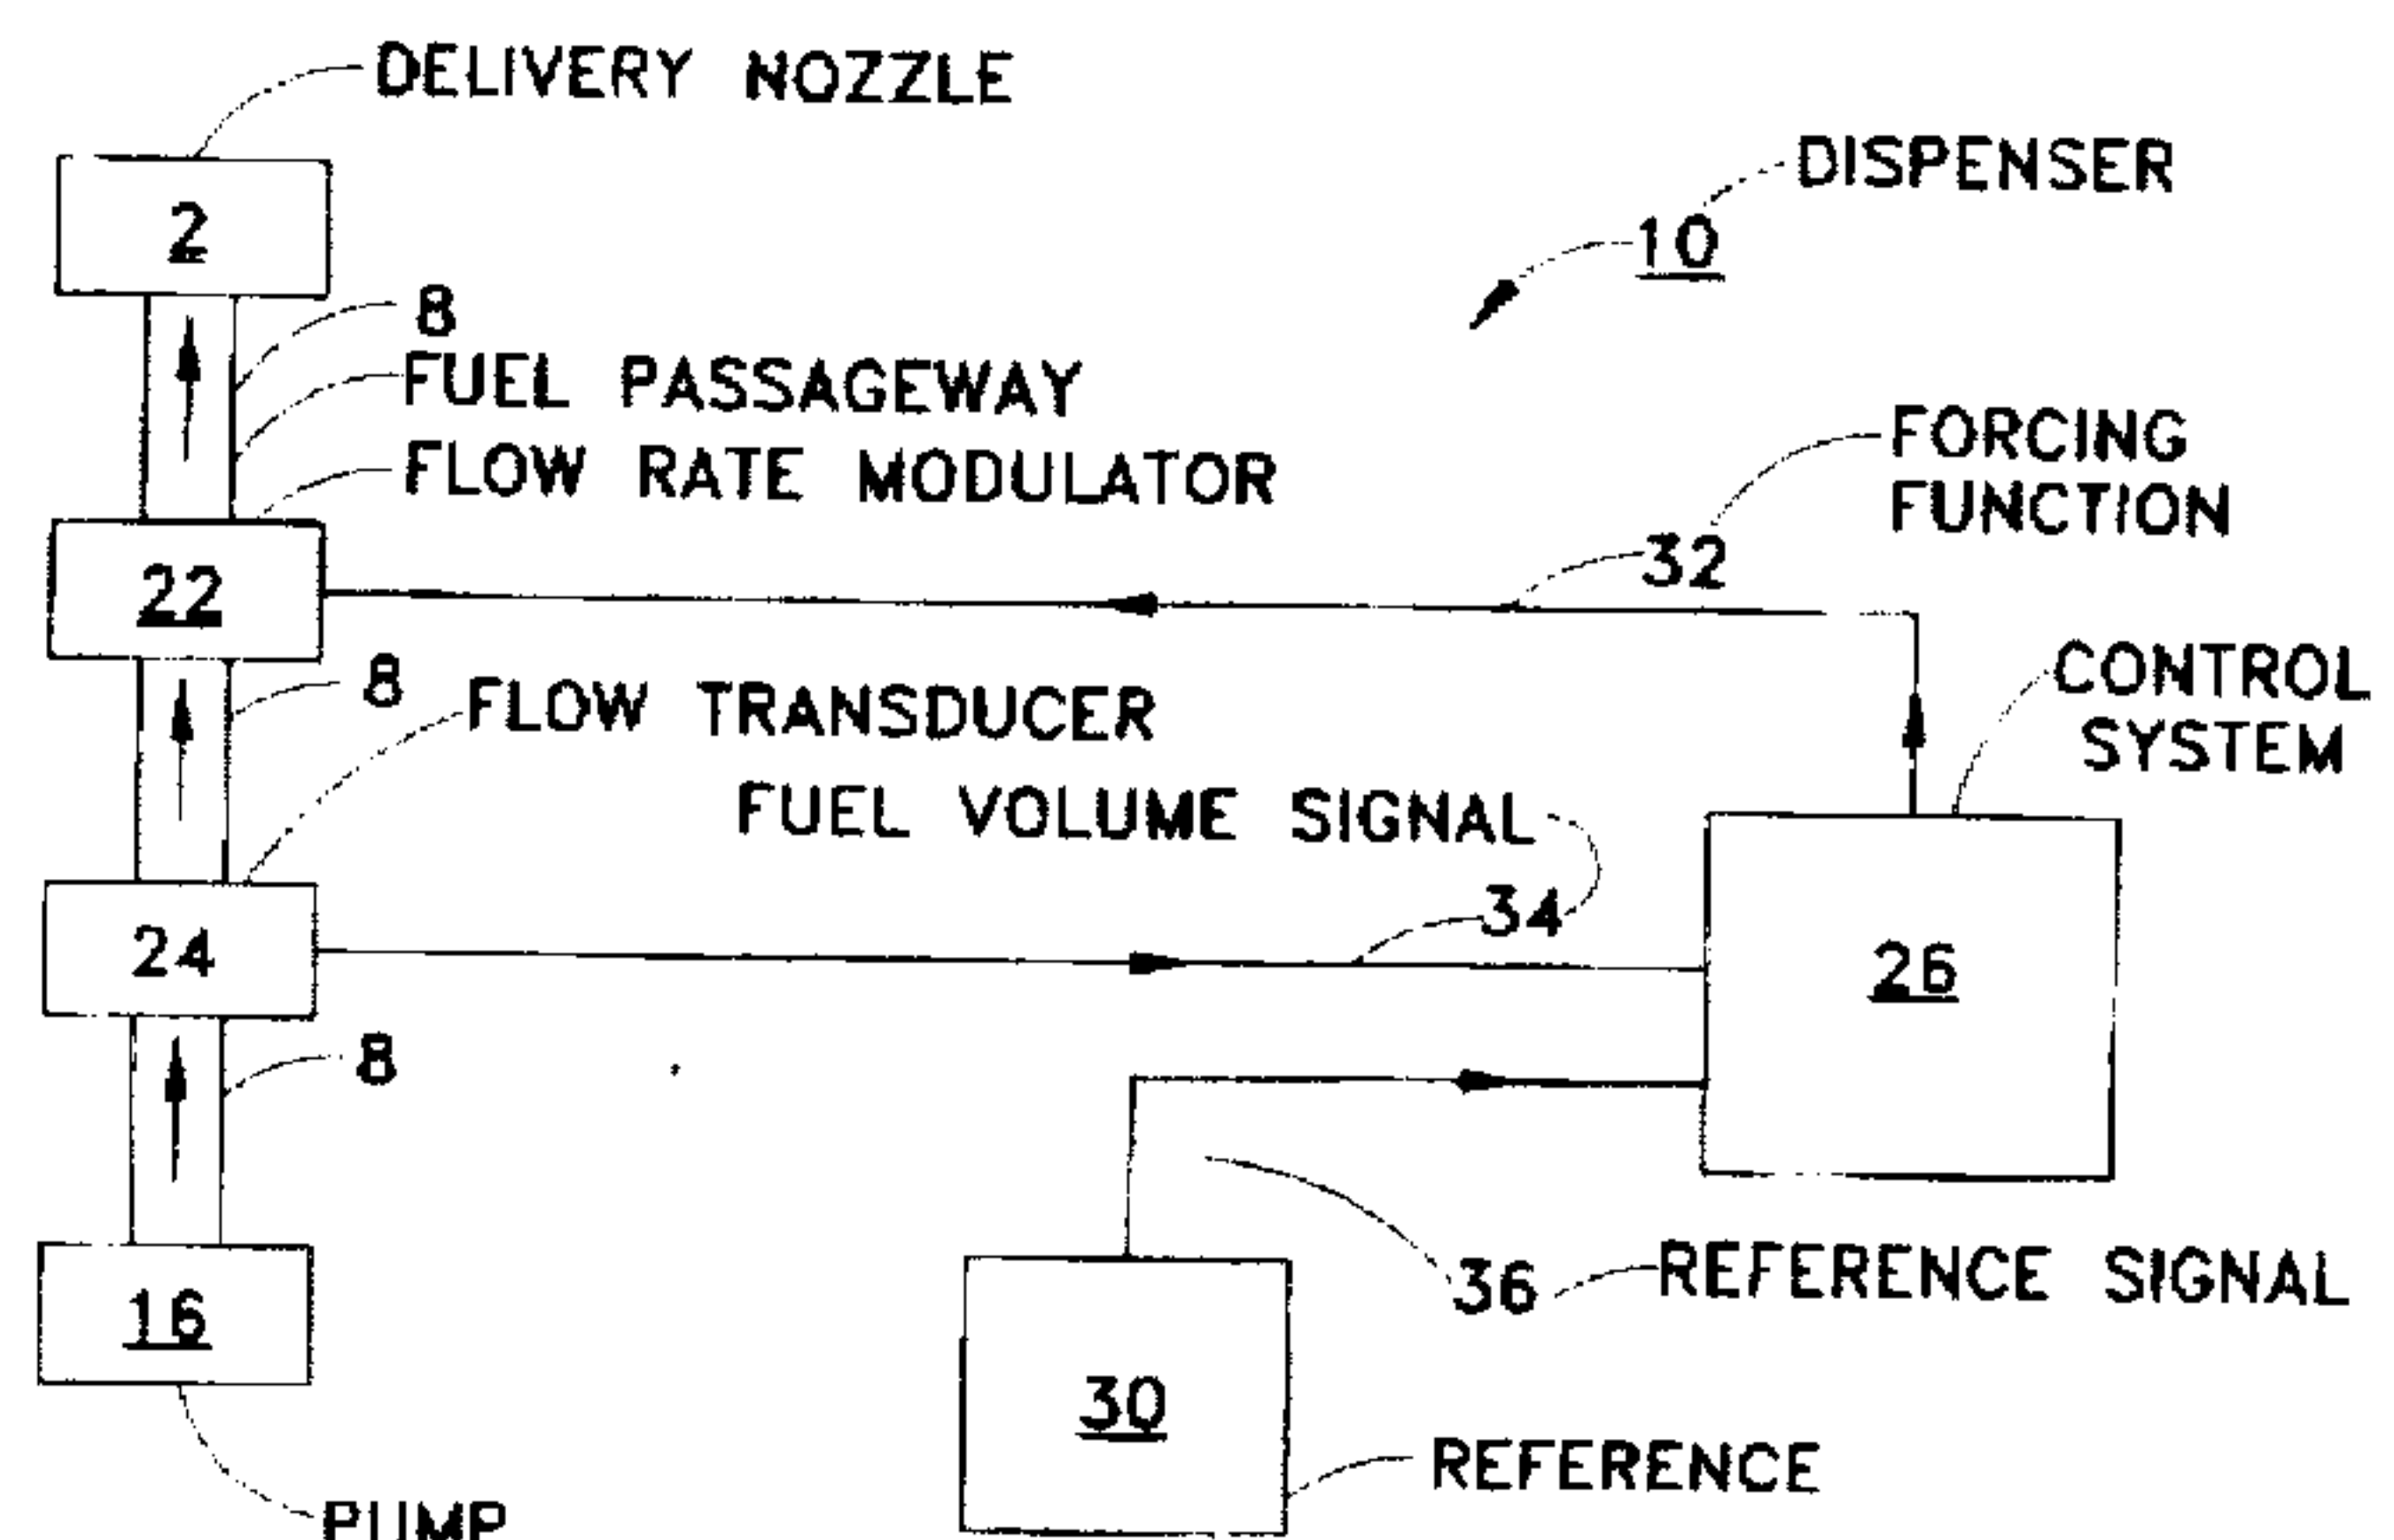 DELIVERY NOZZLE
DISPENSER
2
10
8
FUEL PASSAGEWAY
FLOW RATE MODULATOR
FORCING
FUNCTION
32
22
CONTROL
SYSTEM
8
FLOW TRANSDUCER
FUEL VOLUME SIGNAL
34
24
26
8
REFERENCE SIGNAL
36
16
30
REFERENCE
PUMP